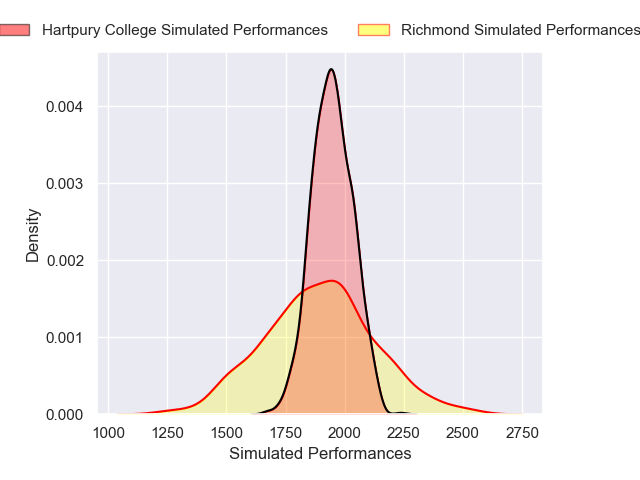 Hartpury College Simulated Performances Richmond Simulated Performances
0.004
0.003
0.002
0.001
0.000
Density
1000 1250 1500 1750 2000 2250 2500 2750
Simulated Performances